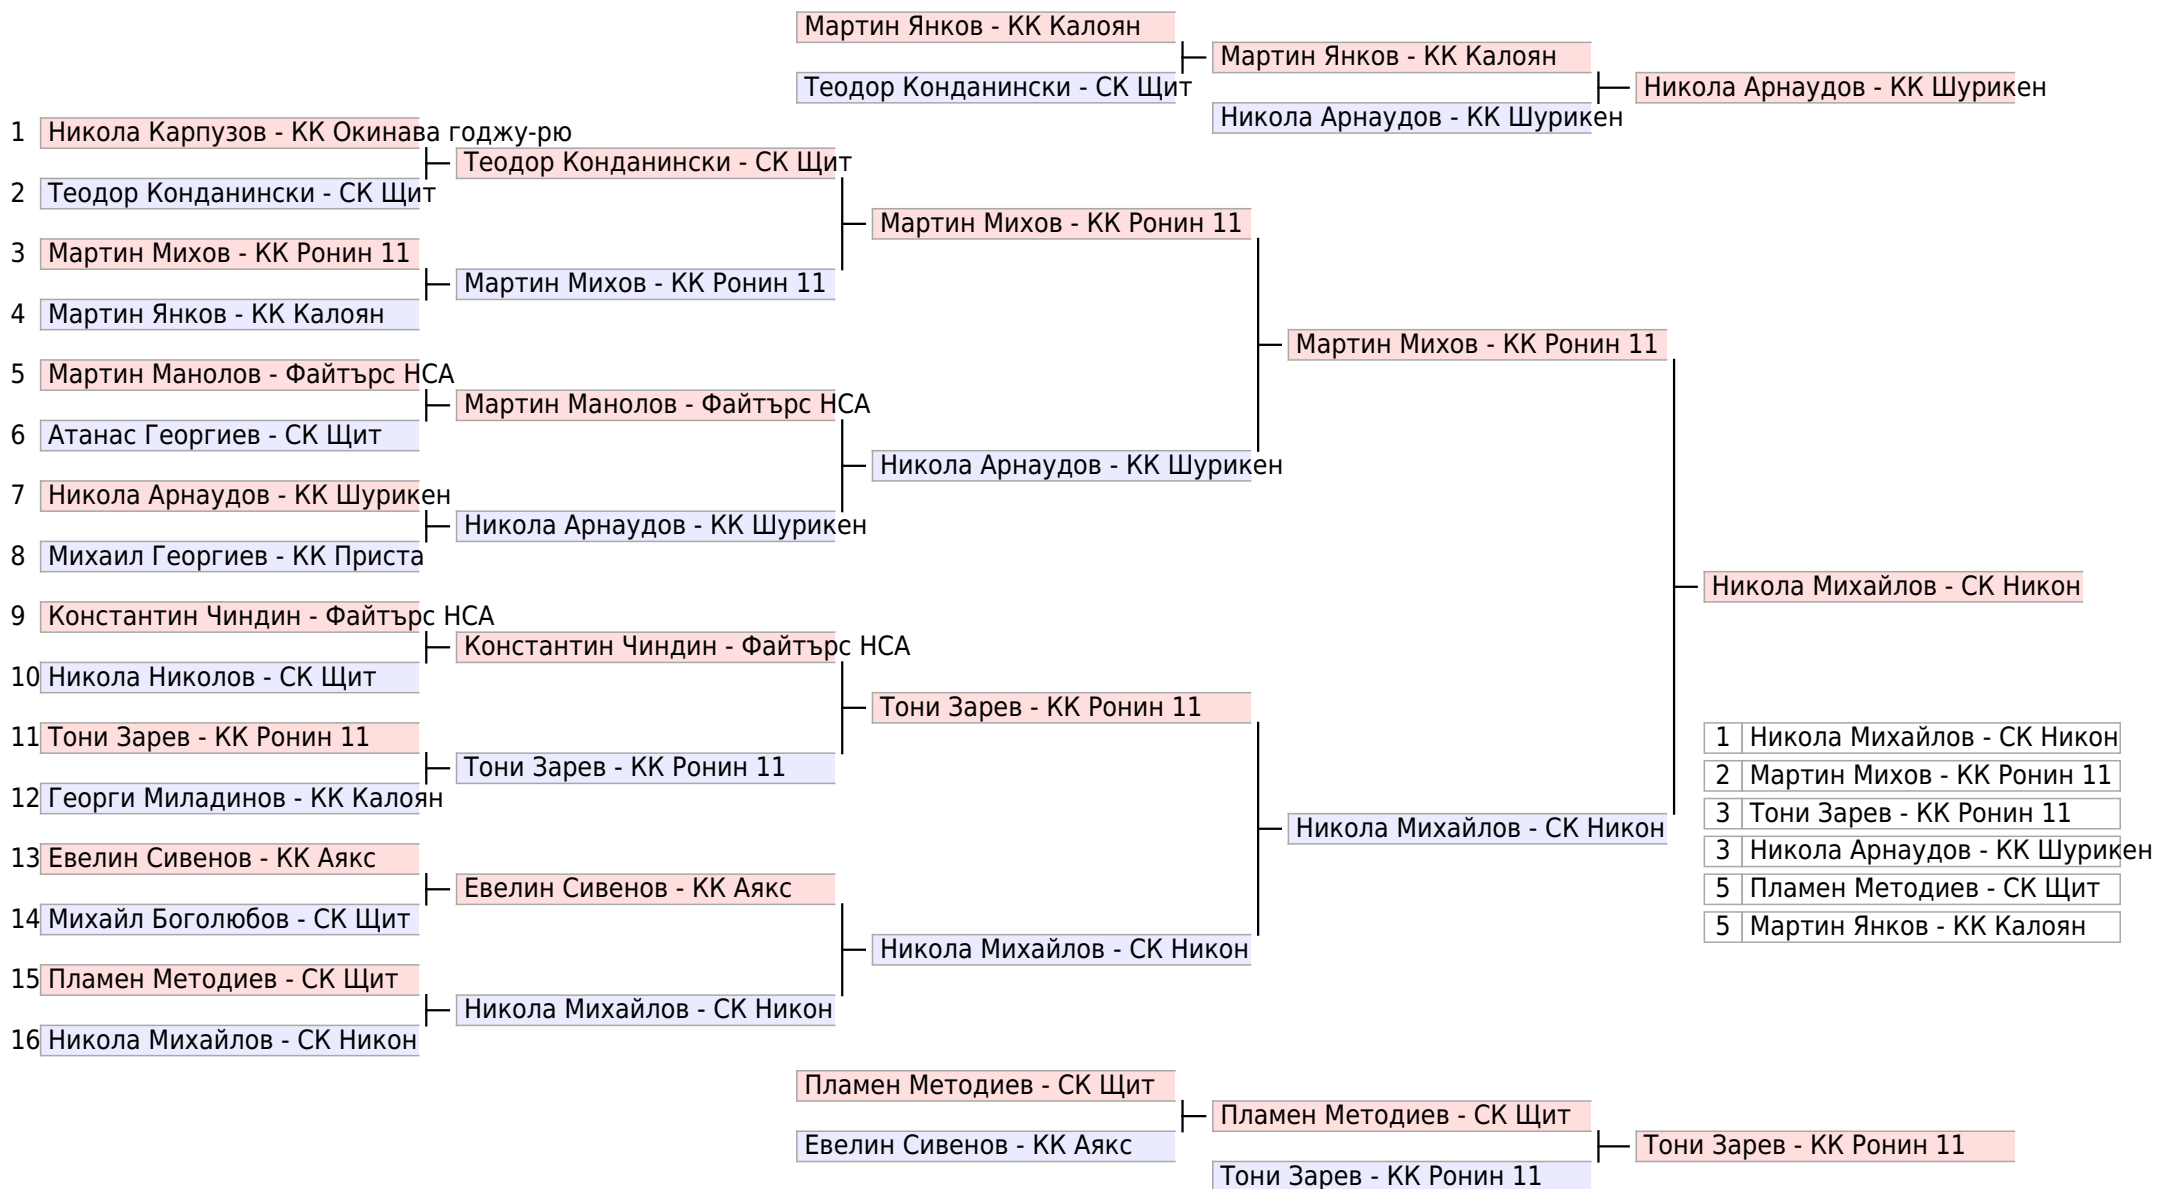 Мартин Янков - КК Калоян
Мартин Янков - КК Калоян
Теодор Конданински - СК Щит
Никола Арнаудов - КК Шурикен
Никола Арнаудов - КК Шурикен
1 Никола Карпузов - КК Окинава годжу-рю
Теодор Конданински - СК Щит
2 Теодор Конданински - СК Щит
Мартин Михов - КК Ронин 11
3 Мартин Михов - КК Ронин 11
Мартин Михов - КК Ронин 11
4 Мартин Янков - КК Калоян
Мартин Михов - КК Ронин 11
5 Мартин Манолов - Файтърс НСА
Мартин Манолов - Файтърс НСА
6 Атанас Георгиев - СК Щит
Никола Арнаудов - КК Шурикен
7 Никола Арнаудов - КК Шурикен
Никола Арнаудов - КК Шурикен
8 Михаил Георгиев - КК Приста
Никола Михайлов - СК Никон
9 Константин Чиндин - Файтърс НСА
Константин Чиндин - Файтърс НСА
10 Никола Николов - СК Щит
Тони Зарев - КК Ронин 11
11 Тони Зарев - КК Ронин 11
1 Никола Михайлов - СК Никон
Тони Зарев - КК Ронин 11
2 Мартин Михов - КК Ронин 11
12 Георги Миладинов - КК Калоян
3 Тони Зарев - КК Ронин 11
Никола Михайлов - СК Никон
3 Никола Арнаудов - КК Шурикен
13 Евелин Сивенов - КК Аякс
Евелин Сивенов - КК Аякс
5 Пламен Методиев - СК Щит
14 Михайл Боголюбов - СК Щит
5 Мартин Янков - КК Калоян
Никола Михайлов - СК Никон
15 Пламен Методиев - СК Щит
Никола Михайлов - СК Никон
16 Никола Михайлов - СК Никон
Пламен Методиев - СК Щит
Пламен Методиев - СК Щит
Евелин Сивенов - КК Аякс
Тони Зарев - КК Ронин 11
Тони Зарев - КК Ронин 11